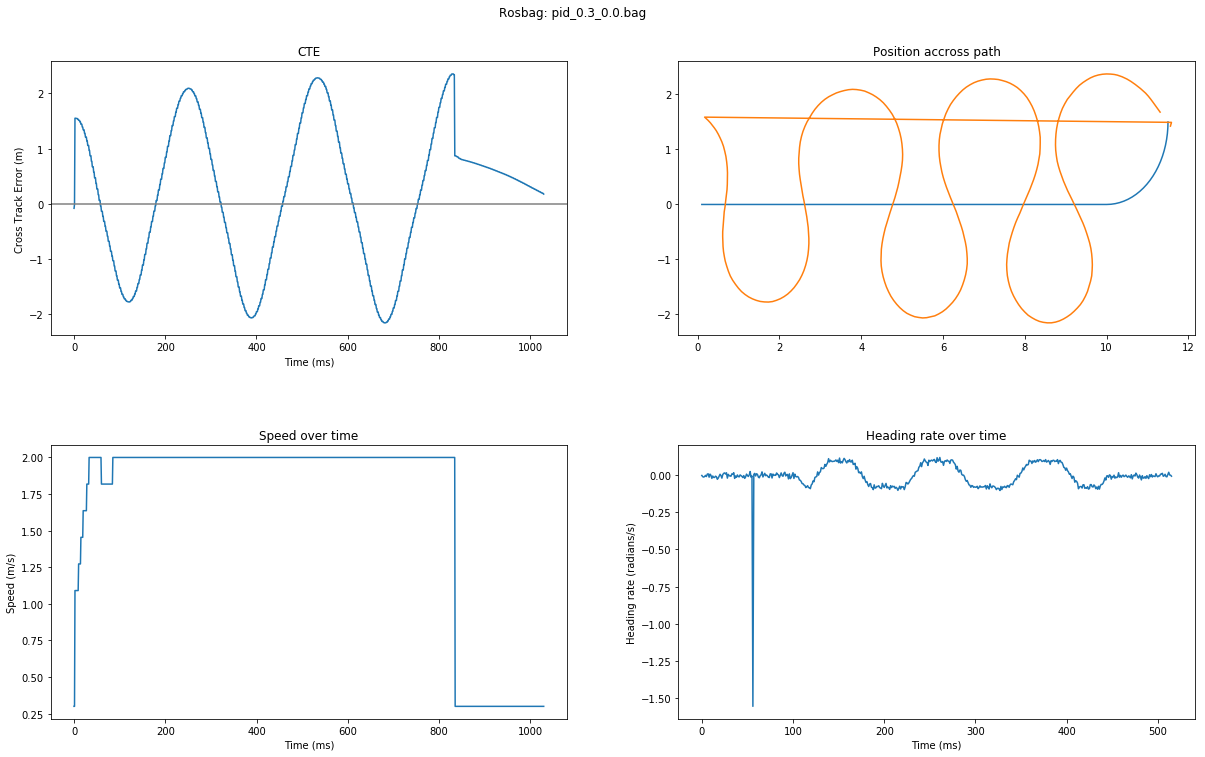 Rosbag: pid_0.3_0.0.bag
CTE
Cross Track Error (m)
2
1
0
−1
−2
0 200 400 600 800 1000
Time (ms)
Position accross path
2
1
0
−1
−2
0 2 4 6 8 10 12
Speed over time
Speed (m/s)
2.00
1.75
1.50
1.25
1.00
0.75
0.50
0.25
0 200 400 600 800 1000
Time (ms)
Heading rate over time
Heading rate (radians/s)
0.00
−0.25
−0.50
−0.75
−1.00
−1.25
−1.50
0 100 200 300 400 500
Time (ms)